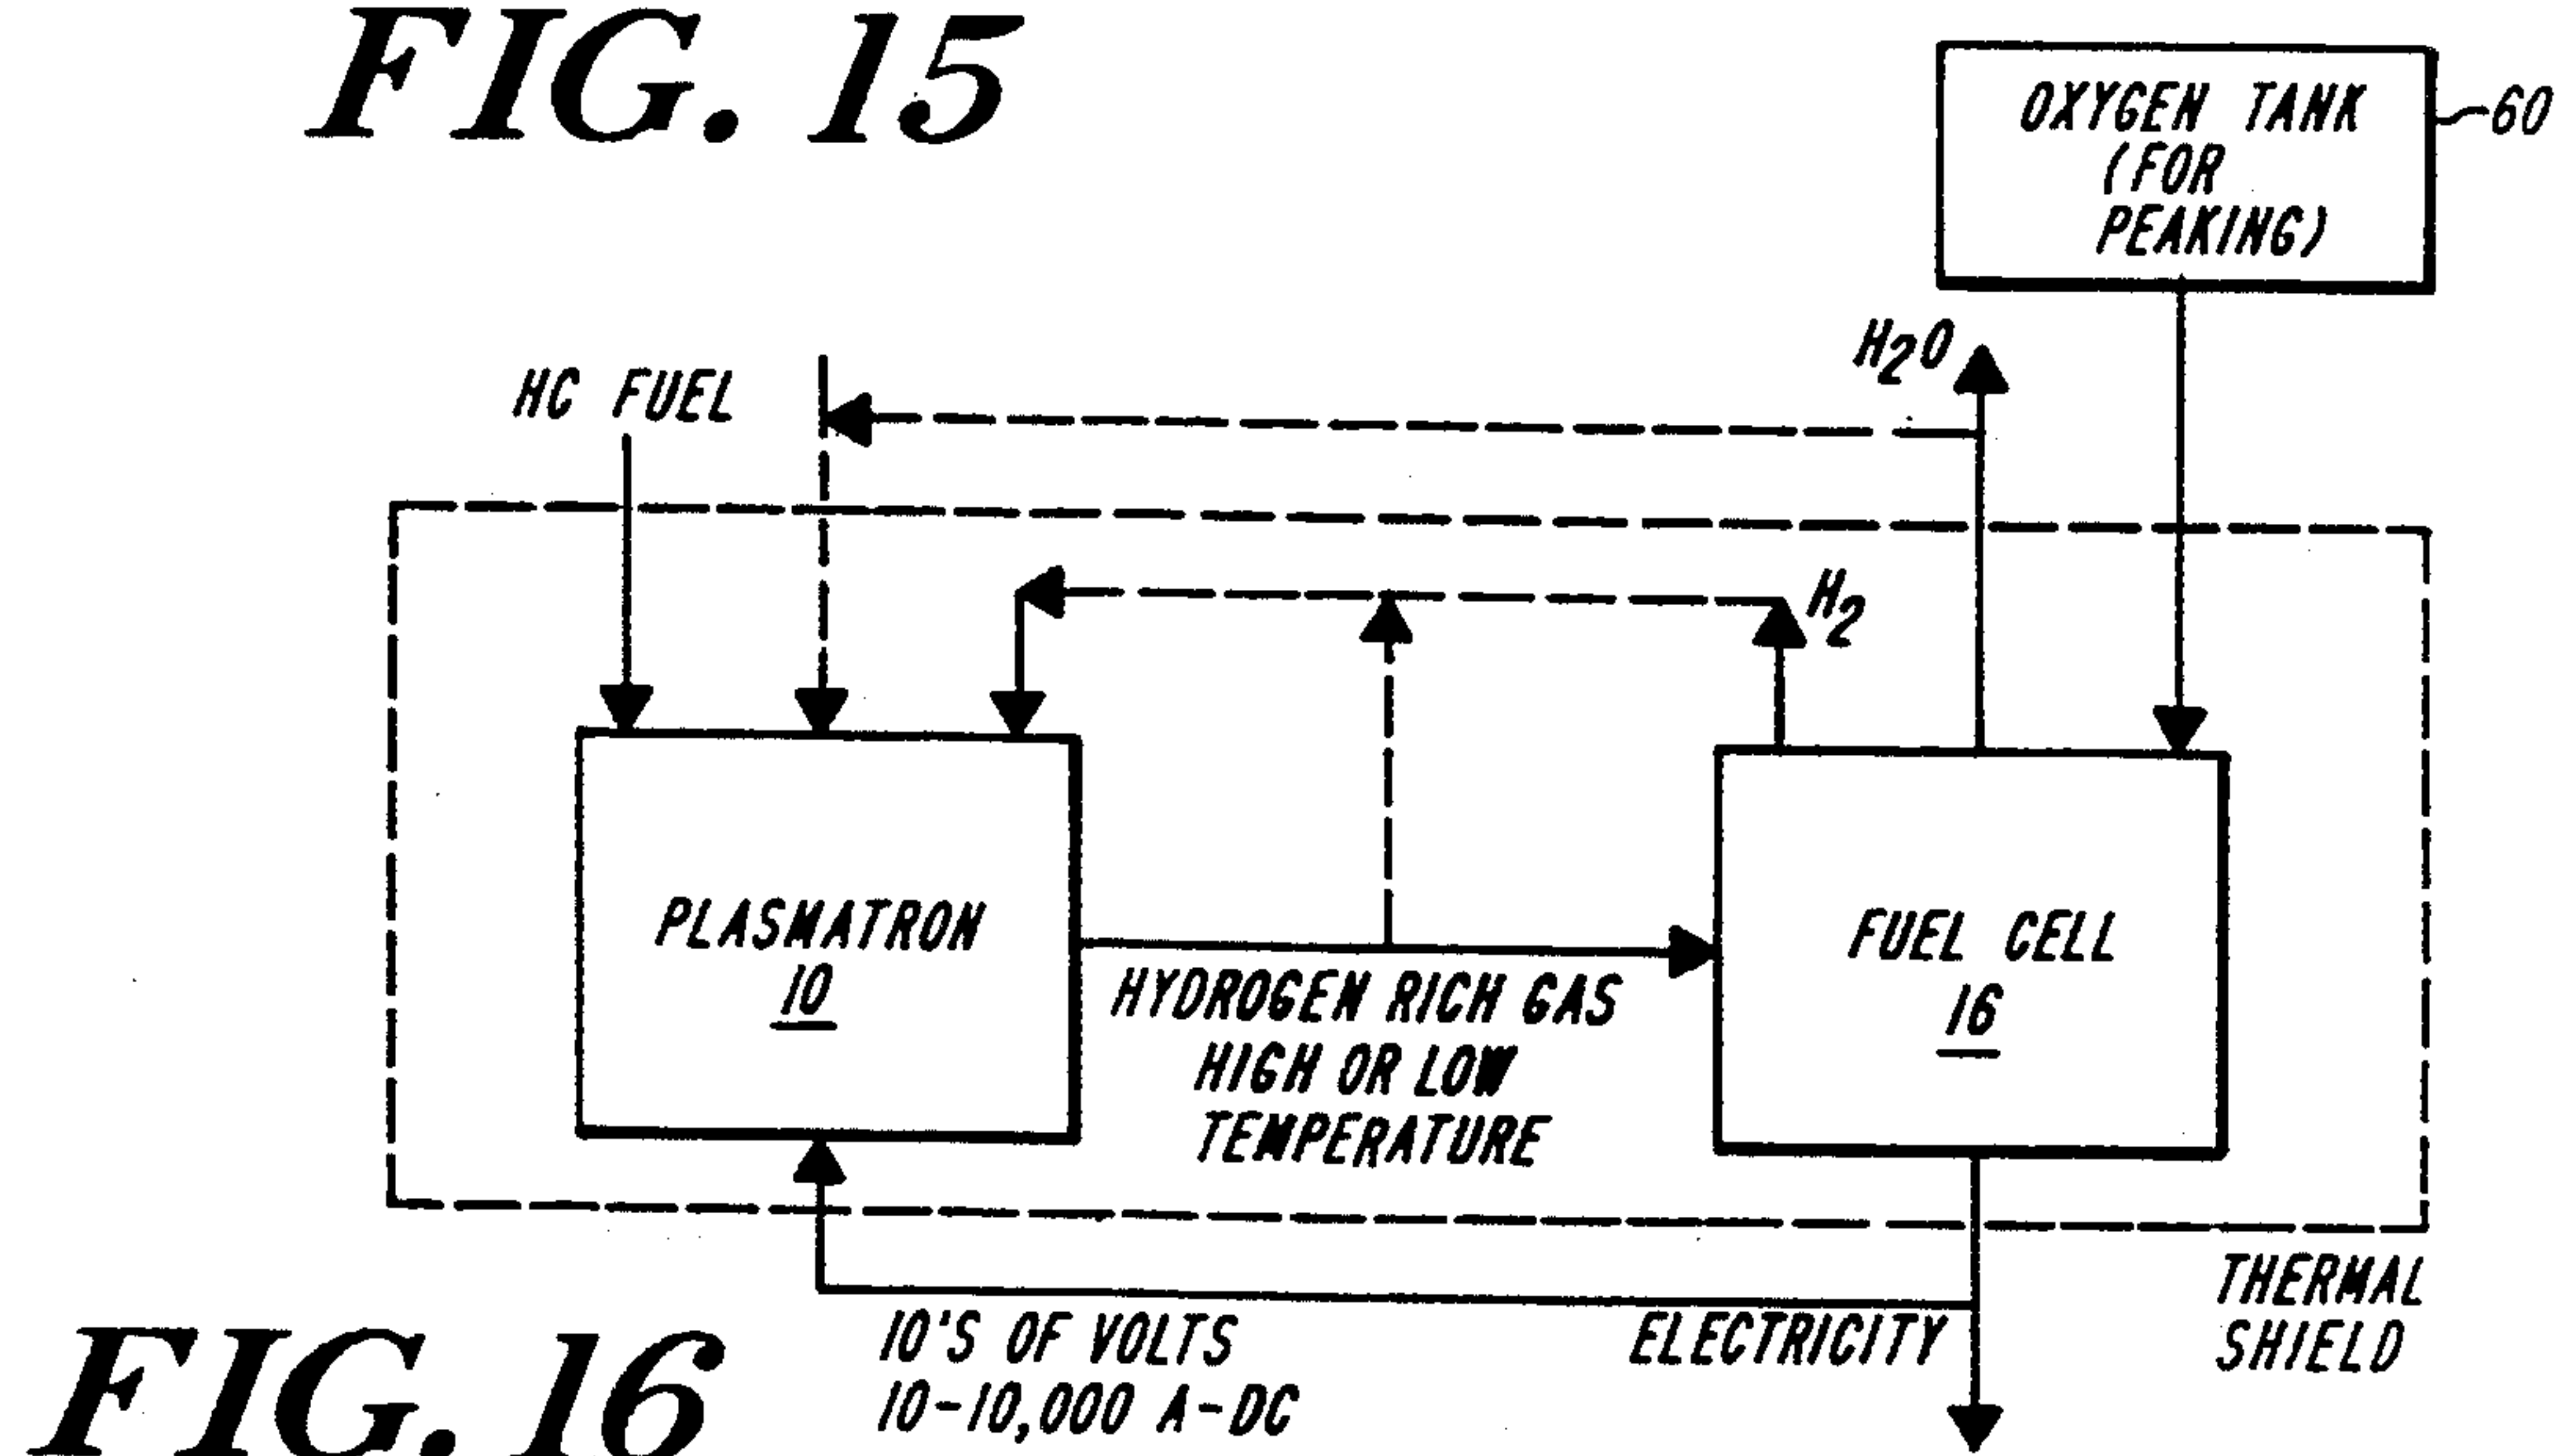 FIG. 15
OXYGEN TANK
(FOR
PEAKING)
60
HC FUEL
H2O
H2
PLASMATRON
10
HYDROGEN RICH GAS
HIGH OR LOW
TEMPERATURE
FUEL CELL
16
THERMAL
SHIELD
ELECTRICITY
10'S OF VOLTS
10-10,000 A-DC
FIG. 16